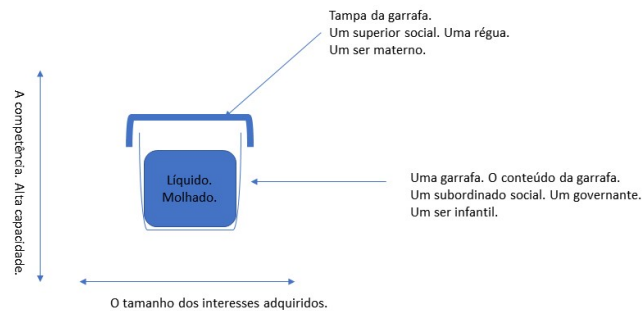 Tampa da garrafa.
Um superior social. Uma régua.
Um ser materno.
A competência. Alta capacidade.
Líquido.
Molhado.
Uma garrafa. O conteúdo da garrafa.
Um subordinado social. Um governante.
Um ser infantil.
O tamanho dos interesses adquiridos.